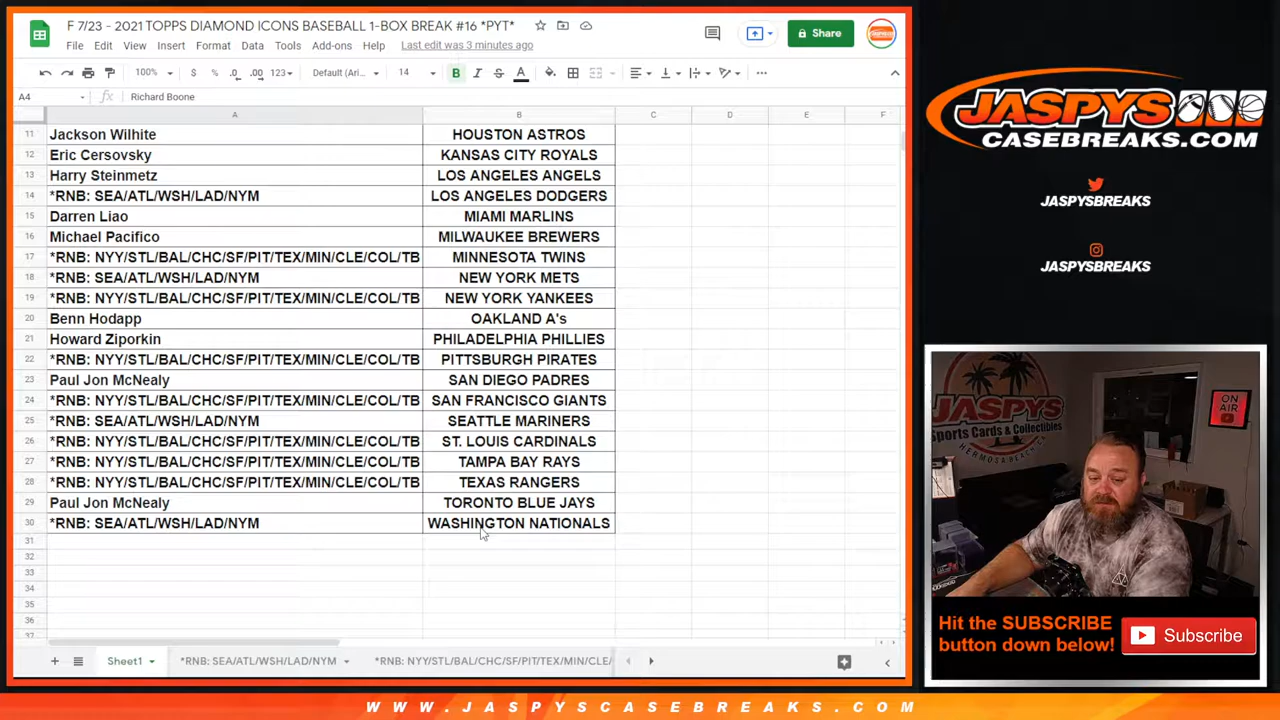 F 7/23 - 2021 TOPPS DIAMOND ICONS BASEBALL 1-BOX BREAK #16 *PYT*
File Edit View Insert Format Data Tools Add-ons Help Last edit was 3 minutes ago
Share
100% $ % .0 .00 123 Default (Ari... 14 B I S A
A4 fx Richard Boone
A B C D E F
11 Jackson Wilhite HOUSTON ASTROS
12 Eric Cersovsky KANSAS CITY ROYALS
13 Harry Steinmetz LOS ANGELES ANGELS
14 *RNB: SEA/ATL/WSH/LAD/NYM LOS ANGELES DODGERS
15 Darren Liao MIAMI MARLINS
16 Michael Pacifico MILWAUKEE BREWERS
17 *RNB: NYY/STL/BAL/CHC/SF/PIT/TEX/MIN/CLE/COL/TB MINNESOTA TWINS
18 *RNB: SEA/ATL/WSH/LAD/NYM NEW YORK METS
19 *RNB: NYY/STL/BAL/CHC/SF/PIT/TEX/MIN/CLE/COL/TB NEW YORK YANKEES
20 Benn Hodapp OAKLAND A's
21 Howard Ziporkin PHILADELPHIA PHILLIES
22 *RNB: NYY/STL/BAL/CHC/SF/PIT/TEX/MIN/CLE/COL/TB PITTSBURGH PIRATES
23 Paul Jon McNealy SAN DIEGO PADRES
24 *RNB: NYY/STL/BAL/CHC/SF/PIT/TEX/MIN/CLE/COL/TB SAN FRANCISCO GIANTS
25 *RNB: SEA/ATL/WSH/LAD/NYM SEATTLE MARINERS
26 *RNB: NYY/STL/BAL/CHC/SF/PIT/TEX/MIN/CLE/COL/TB ST. LOUIS CARDINALS
27 *RNB: NYY/STL/BAL/CHC/SF/PIT/TEX/MIN/CLE/COL/TB TAMPA BAY RAYS
28 *RNB: NYY/STL/BAL/CHC/SF/PIT/TEX/MIN/CLE/COL/TB TEXAS RANGERS
29 Paul Jon McNealy TORONTO BLUE JAYS
30 *RNB: SEA/ATL/WSH/LAD/NYM WASHINGTON NATIONALS
31
32
33
34
35
36
37
Sheet1 *RNB: SEA/ATL/WSH/LAD/NYM *RNB: NYY/STL/BAL/CHC/SF/PIT/TEX/MIN/CLE/
JASPYS
CASEBREAKS.COM
JASPYSBREAKS
JASPYSBREAKS
JASPYS
Sports Cards & Collectibles
HERMOSA BEACH
ON AIR
Hit the SUBSCRIBE
button down below!
Subscribe
WWW.JASPYSCASEBREAKS.COM